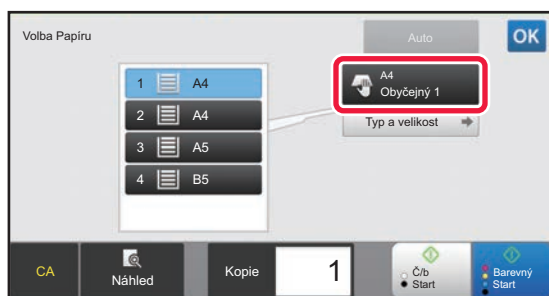 Volba Papíru
Auto
OK
1 A4
2 A4
3 A5
4 B5
A4
Obyčejný 1
Typ a velikost
CA
Náhled
Kopie
1
Č/b
Start
Barevný
Start